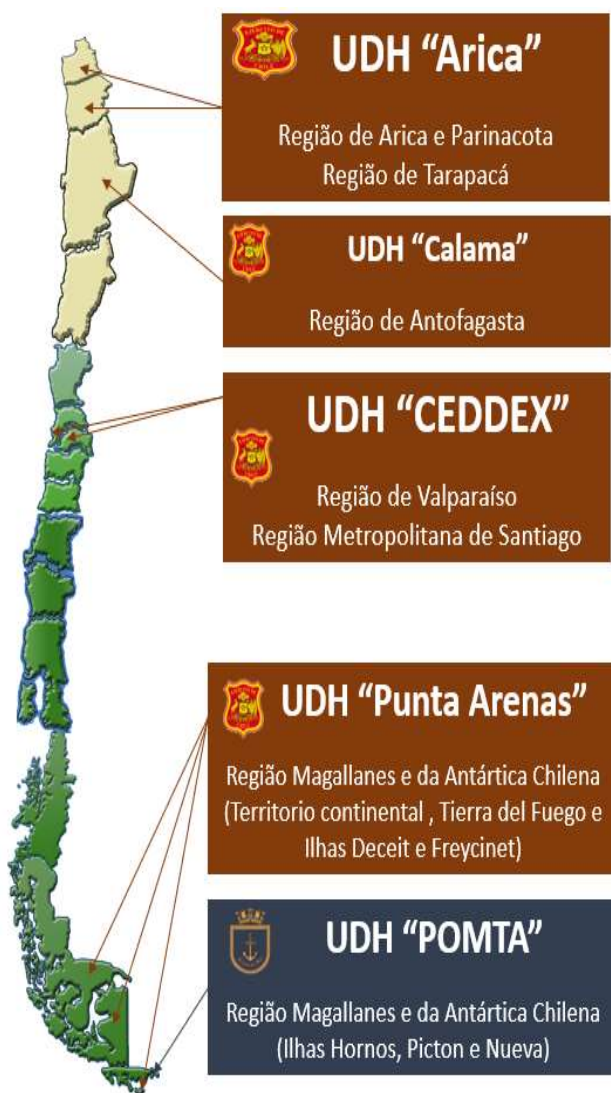 UDH “Arica”
Região de Arica e Parinacota
Região de Tarapacá
UDH “Calama”
Região de Antofagasta
UDH “CEDDEX”
Região de Valparaíso
Região Metropolitana de Santiago
UDH “Punta Arenas”
Região Magallanes e da Antártica Chilena
(Territorio continental , Tierra del Fuego e
Ilhas Deceit e Freycinet)
UDH “POMTA”
Região Magallanes e da Antártica Chilena
(Ilhas Hornos, Picton e Nueva)